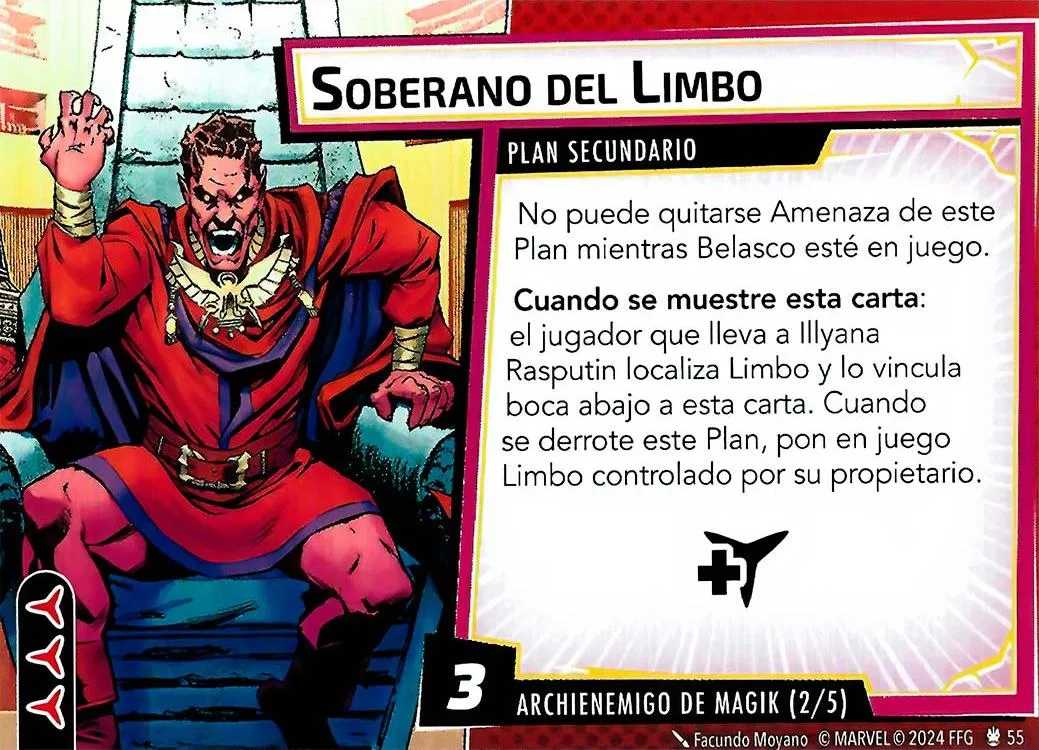 SOBERANO DEL LIMBO
PLAN SECUNDARIO
No puede quitarse Amenaza de este
Plan mientras Belasco esté en juego.
Cuando se muestre esta carta:
el jugador que lleva a Illyana
Rasputin localiza Limbo y lo vincula
boca abajo a esta carta. Cuando
se derrote este Plan, pon en juego
Limbo controlado por su propietario.
3
ARCHIENEMIGO DE MAGIK (2/5)
Facundo Moyano © MARVEL © 2024 FFG 55